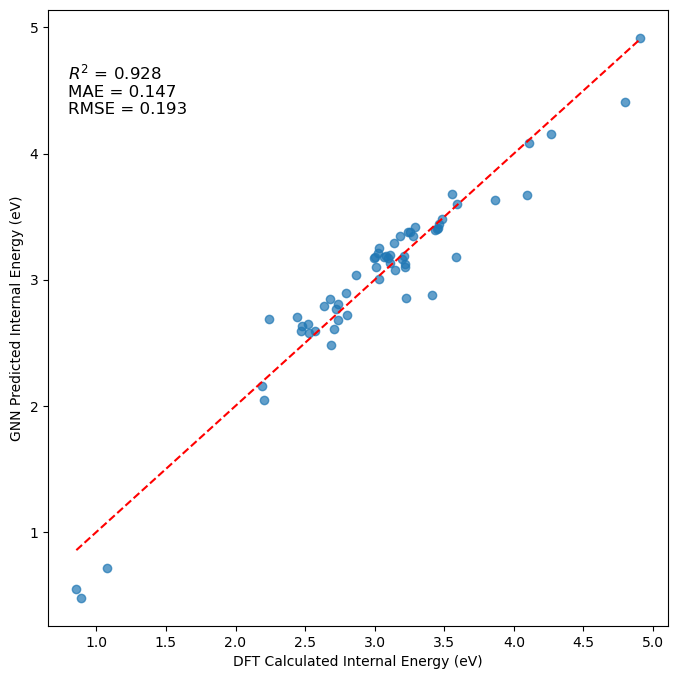 R² = 0.928
MAE = 0.147
RMSE = 0.193
GNN Predicted Internal Energy (eV)
5
4
3
2
1
1.0 1.5 2.0 2.5 3.0 3.5 4.0 4.5 5.0
DFT Calculated Internal Energy (eV)